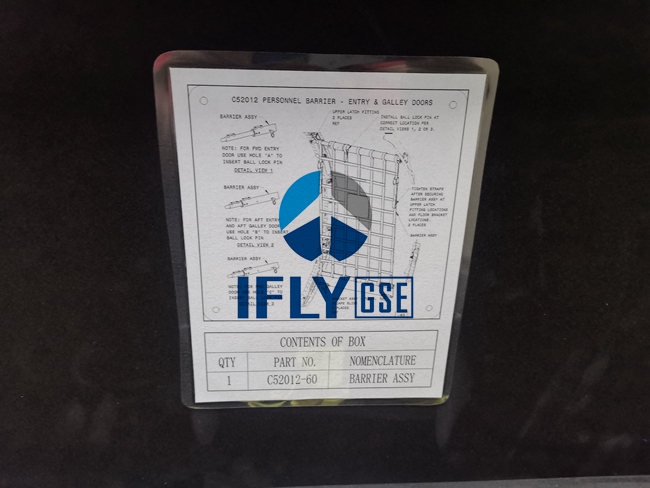 C52012 PERSONNEL BARRIER - ENTRY & GALLEY DOORS
BARRIER ASSY
NOTE: FOR FWD ENTRY
DOOR USE HOLE "A" TO
INSERT BALL LOCK PIN
DETAIL VIEW 1
UPPER LATCH FITTING
2 PLACES
REF
INSTALL BALL LOCK PIN AT
CORRECT LOCATION PER
DETAIL VIEWS 1, 2 OR 3.
BARRIER ASSY
NOTE: FOR AFT ENTRY
AND AFT GALLEY DOORS
USE HOLE "B" TO INSERT
BALL LOCK PIN
DETAIL VIEW 2
TIGHTEN STRAPS
AFTER SECURING
BARRIER ASSY AT
UPPER LATCH
FITTING LOCATIONS
AND FLOOR BRACKET
LOCATIONS.
2 PLACES
BARRIER ASSY
BARRIER ASSY
IFLY GSE
CONTENTS OF BOX
QTY PART NO. NOMENCLATURE
1 C52012-60 BARRIER ASSY